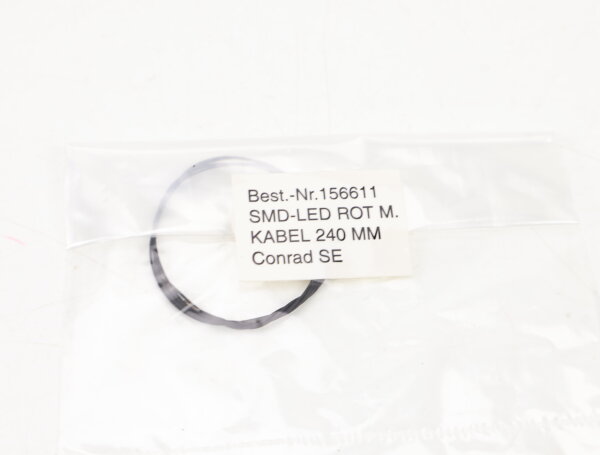 Best.-Nr.156611
SMD-LED ROT M.
KABEL 240 MM
Conrad SE